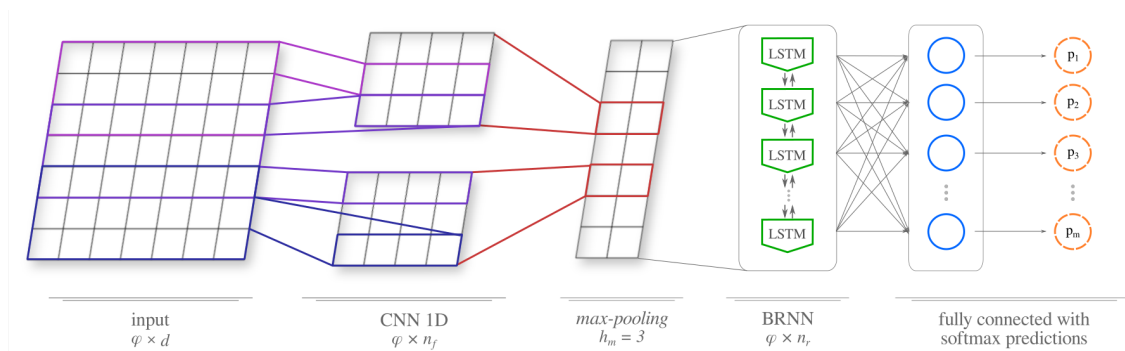 LSTM
LSTM
LSTM
LSTM
p1
p2
p3
pm
input
φ × d
CNN 1D
φ × nf
max-pooling
hm = 3
BRNN
φ × nr
fully connected with
softmax predictions